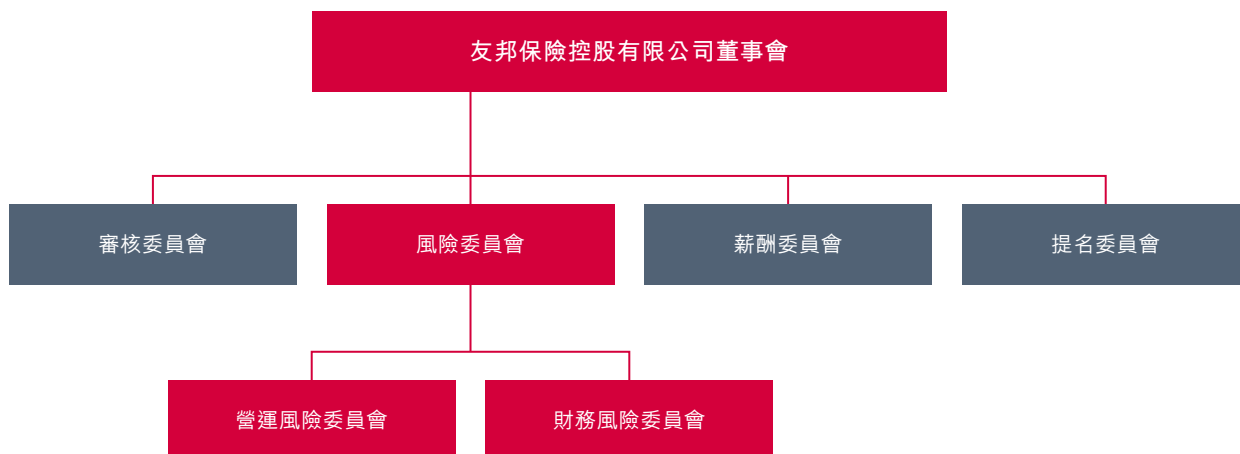 友邦保險控股有限公司董事會
審核委員會
風險委員會
薪酬委員會
提名委員會
營運風險委員會
財務風險委員會